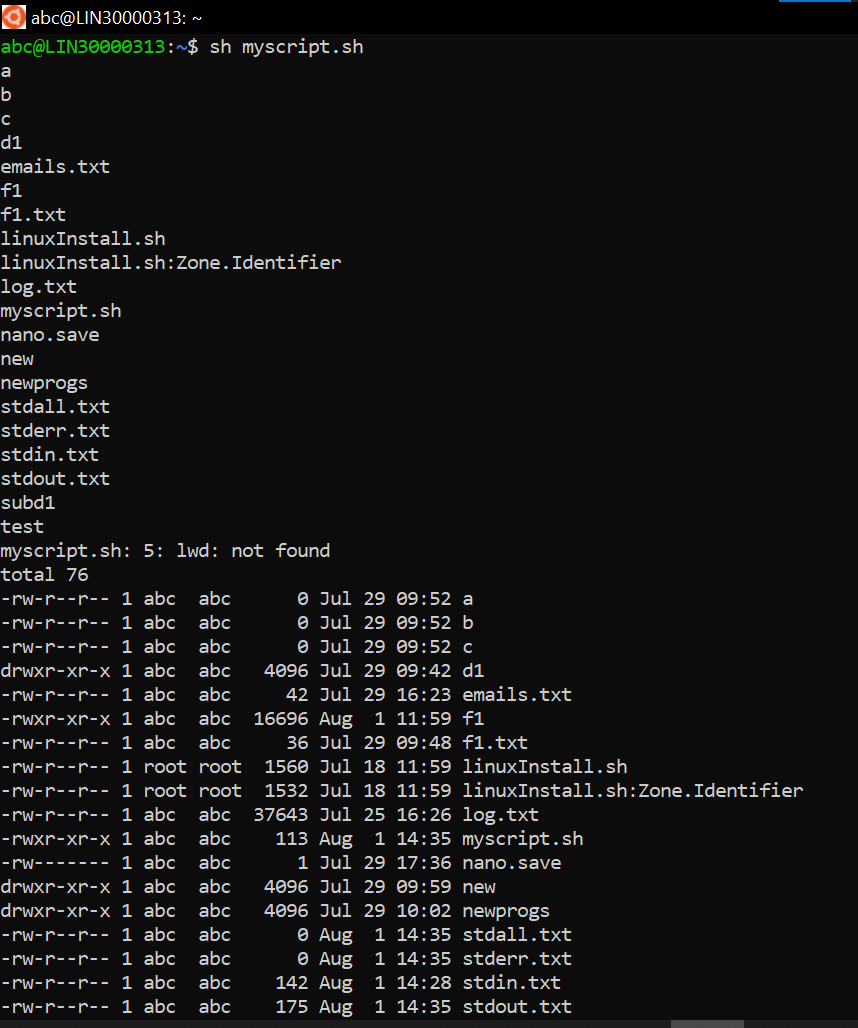 abc@LIN30000313: ~
abc@LIN30000313:~$ sh myscript.sh
a
b
c
d1
emails.txt
f1
f1.txt
linuxInstall.sh
linuxInstall.sh:Zone.Identifier
log.txt
myscript.sh
nano.save
new
newprogs
stdall.txt
stderr.txt
stdin.txt
stdout.txt
subd1
test
myscript.sh: 5: lwd: not found
total 76
-rw-r--r-- 1 abc  abc      0 Jul 29 09:52 a
-rw-r--r-- 1 abc  abc      0 Jul 29 09:52 b
-rw-r--r-- 1 abc  abc      0 Jul 29 09:52 c
drwxr-xr-x 1 abc  abc   4096 Jul 29 09:42 d1
-rw-r--r-- 1 abc  abc     42 Jul 29 16:23 emails.txt
-rwxr-xr-x 1 abc  abc  16696 Aug  1 11:59 f1
-rw-r--r-- 1 abc  abc     36 Jul 29 09:48 f1.txt
-rw-r--r-- 1 root root  1560 Jul 18 11:59 linuxInstall.sh
-rw-r--r-- 1 root root  1532 Jul 18 11:59 linuxInstall.sh:Zone.Identifier
-rw-r--r-- 1 abc  abc  37643 Jul 25 16:26 log.txt
-rwxr-xr-x 1 abc  abc    113 Aug  1 14:35 myscript.sh
-rw------- 1 abc  abc      1 Jul 29 17:36 nano.save
drwxr-xr-x 1 abc  abc   4096 Jul 29 09:59 new
drwxr-xr-x 1 abc  abc   4096 Jul 29 10:02 newprogs
-rw-r--r-- 1 abc  abc      0 Aug  1 14:35 stdall.txt
-rw-r--r-- 1 abc  abc      0 Aug  1 14:35 stderr.txt
-rw-r--r-- 1 abc  abc    142 Aug  1 14:28 stdin.txt
-rw-r--r-- 1 abc  abc    175 Aug  1 14:35 stdout.txt